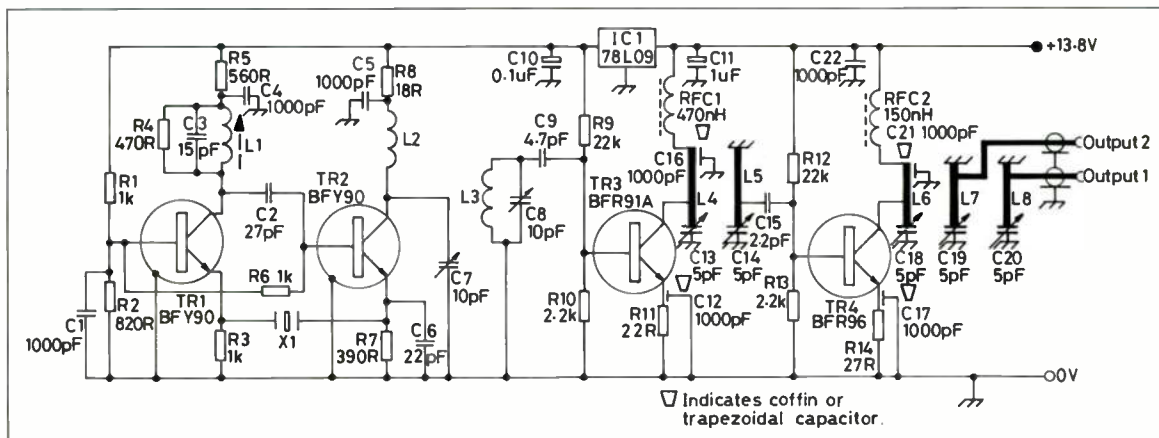 R5
560R
C4
1000pF
R4
470R
C3
15pF
L1
R1
1k
C2
27pF
TR1
BFY90
R6 1k
R2
820R
C1
1000pF
R3
1k
X1
C5
1000pF
R8
18R
L2
TR2
BFY90
C7
10pF
R7
390R
C6
22pF
L3
C8
10pF
C9
4.7pF
C10
0.1uF
IC1
78L09
C11
1uF
R9
22k
RFC1
470nH
C16
1000pF
L4
L5
TR3
BFR91A
C15
2.2pF
C13
5pF
C14
5pF
C12
1000pF
R10
2.2k
R11
22R
R12
22k
R13
2.2k
C22
1000pF
RFC2
150nH
C21 1000pF
L6
L7
L8
C18
5pF
C19
5pF
C20
5pF
TR4
BFR96
C17
1000pF
R14
27R
+13·8V
Output 2
Output 1
0V
Indicates coffin or
trapezoidal capacitor.